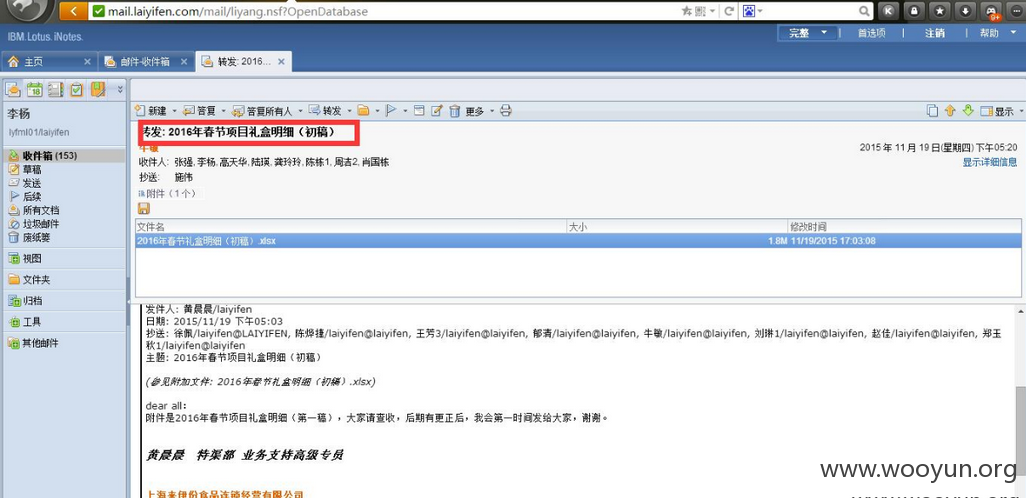 mail.laiyifen.com/mail/liyang.nsf?OpenDatabase
IBM. Lotus. iNotes.
完整 首选项 注销 帮助
主页 邮件-收件箱 转发: 2016...
李杨
lyfml01/laiyifen
收件箱 (153)
草稿
发送
后续
所有文档
垃圾邮件
废纸篓
视图
文件夹
归档
工具
其他邮件
新建 答复 答复所有人 转发 更多 显示
转发: 2016年春节项目礼盒明细（初稿）
牛敏
2015 年 11 月 19 日(星期四) 下午05:20
收件人: 张强, 李杨, 高天华, 陆瑛, 龚玲玲, 陈栋1, 周吉2, 肖国栋
显示详细信息
抄送: 施伟
附件（1 个）
文件名 大小 修改时间
2016年春节礼盒明细（初稿）.xlsx 1.8M 11/19/2015 17:03:08
发件人: 黄晨晨/laiyifen
日期: 2015/11/19 下午05:03
抄送: 徐佩/laiyifen@LAIYIFEN, 陈烨捷/laiyifen@laiyifen, 王芳3/laiyifen@laiyifen, 郁清/laiyifen@laiyifen, 牛敏/laiyifen@laiyifen, 刘琳1/laiyifen@laiyifen, 赵佳/laiyifen@laiyifen, 郑玉
秋1/laiyifen@laiyifen
主题: 2016年春节项目礼盒明细（初稿）
(参见附加文件: 2016年春节礼盒明细（初稿）.xlsx)
dear all:
附件是2016年春节项目礼盒明细（第一稿），大家请查收，后期有更正后，我会第一时间发给大家，谢谢。
黄晨晨 特渠部 业务支持高级专员
上海来伊份食品连锁经营有限公司
www.wooyun.org
www.wooyun.org